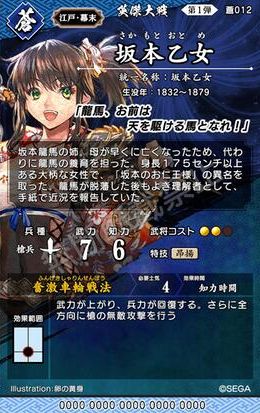 蒼
江戸・幕末
英傑大戦
第1弾
蒼012
さかもとおとめ
坂本乙女
統一名称：坂本乙女
生没年：1832〜1879
「龍馬、お前は
天を駆ける馬となれ！」
坂本龍馬の姉。母が早くに亡くなったため、代わ
りに龍馬の養育を担った。身長175センチ以上
ある大柄な女性で、「坂本のお仁王様」の異名を
取った。龍馬が脱藩した後もよき理解者として、
手紙で近況を報告していた。
兵種 武力 知力 武将コスト
槍兵 7 6
特技 昂揚
ふんげきしゃりんせんぽう
奮激車輪戦法
必要士気 4
効果時間 知力時間
効果範囲
武力が上がり、兵力が回復する。さらに全
方向に槍の無敵攻撃を行う
Illustration:卵の黄身
©SEGA
0000-0000-0000-0000-0000